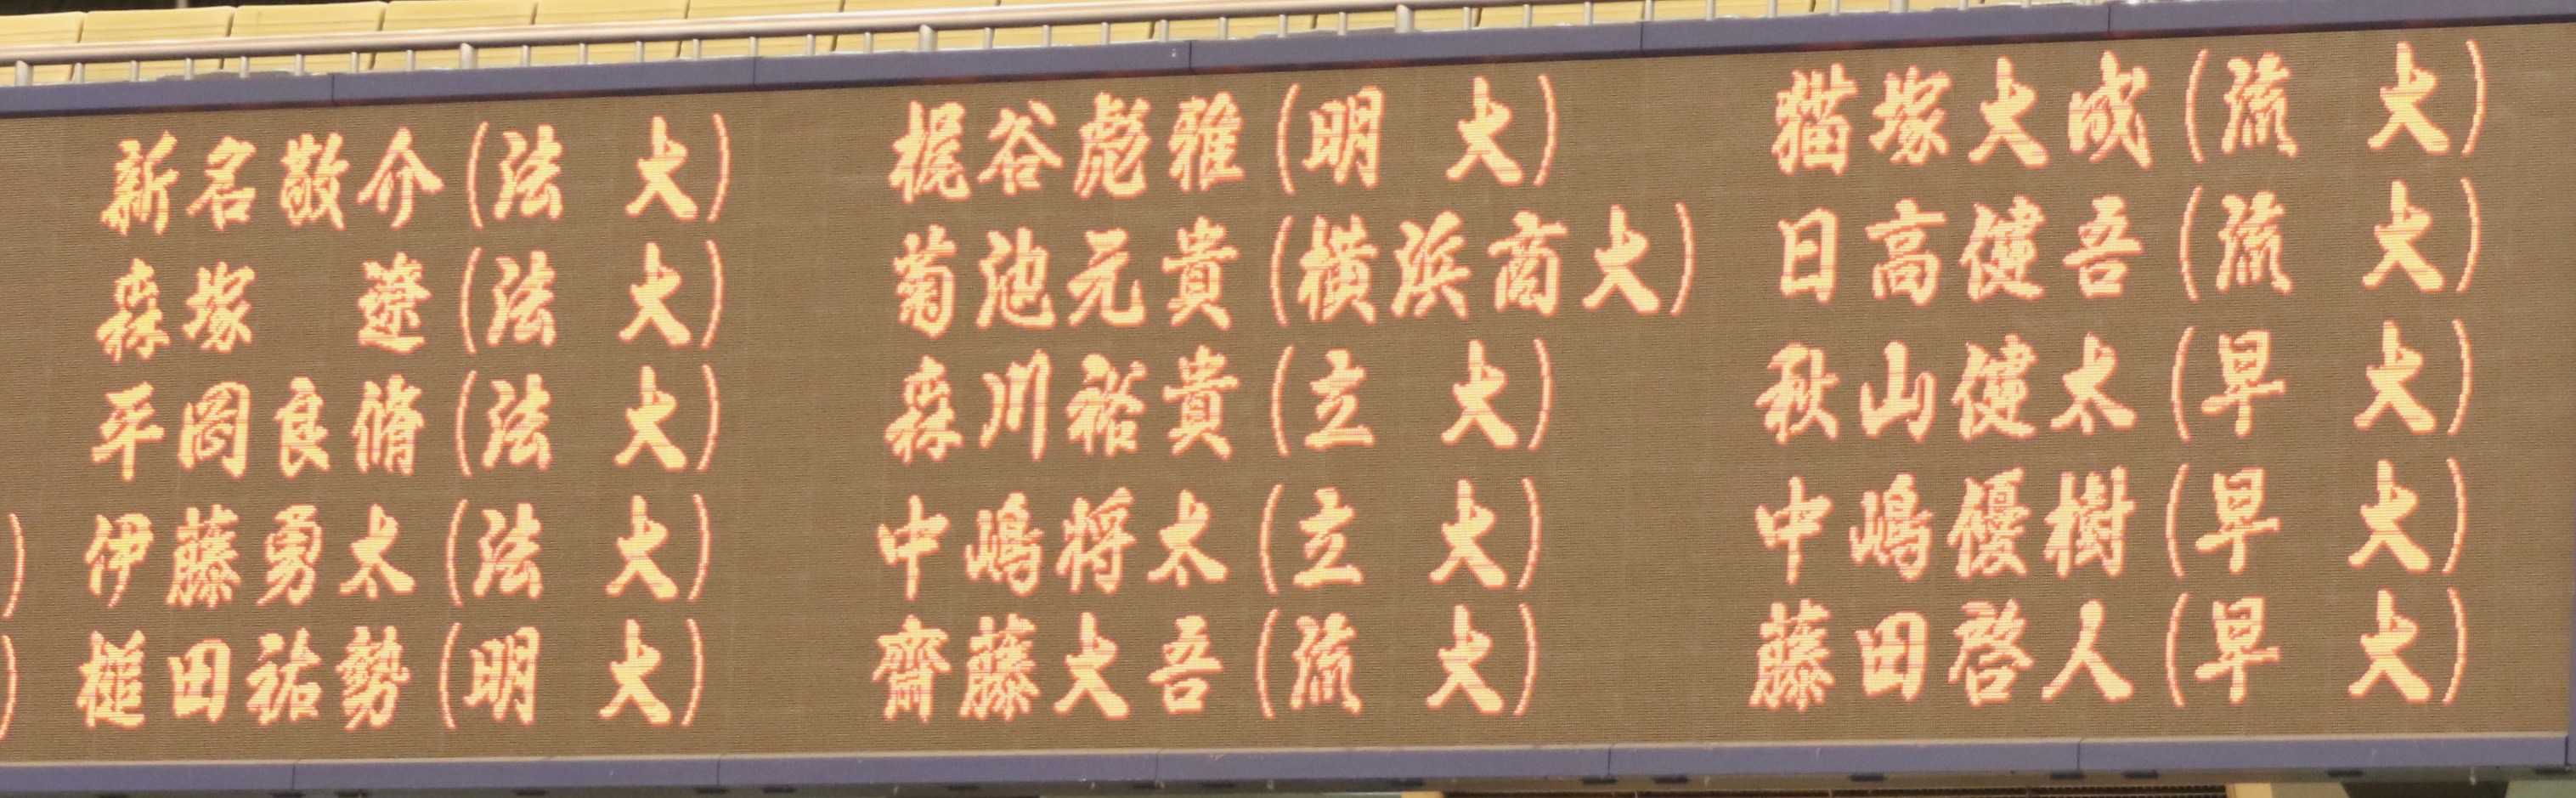 新名敬介(法 大)
森塚 遼(法 大)
平岡良脩(法 大)
伊藤勇太(法 大)
槌田祐勢(明 大)
梶谷彪雅(明 大)
菊池元貴(横浜商大)
森川裕貴(立 大)
中嶋将太(立 大)
齋藤大吾(流 大)
猫塚大成(流 大)
日高健吾(流 大)
秋山健太(早 大)
中嶋優樹(早 大)
藤田啓人(早 大)